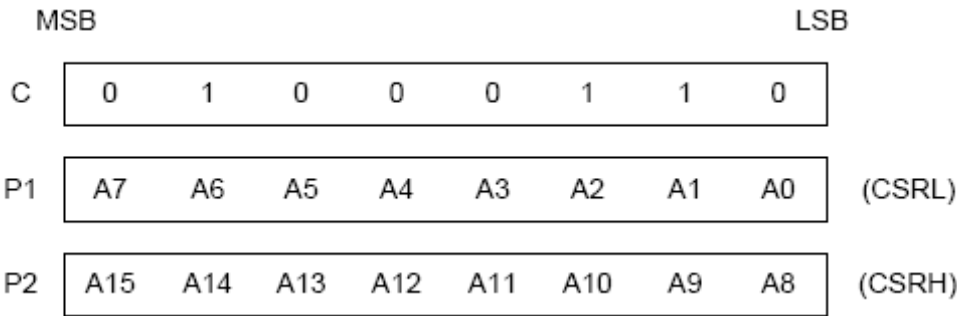 MSB LSB
C 0 1 0 0 0 1 1 0
P1 A7 A6 A5 A4 A3 A2 A1 A0 (CSRL)
P2 A15 A14 A13 A12 A11 A10 A9 A8 (CSRH)